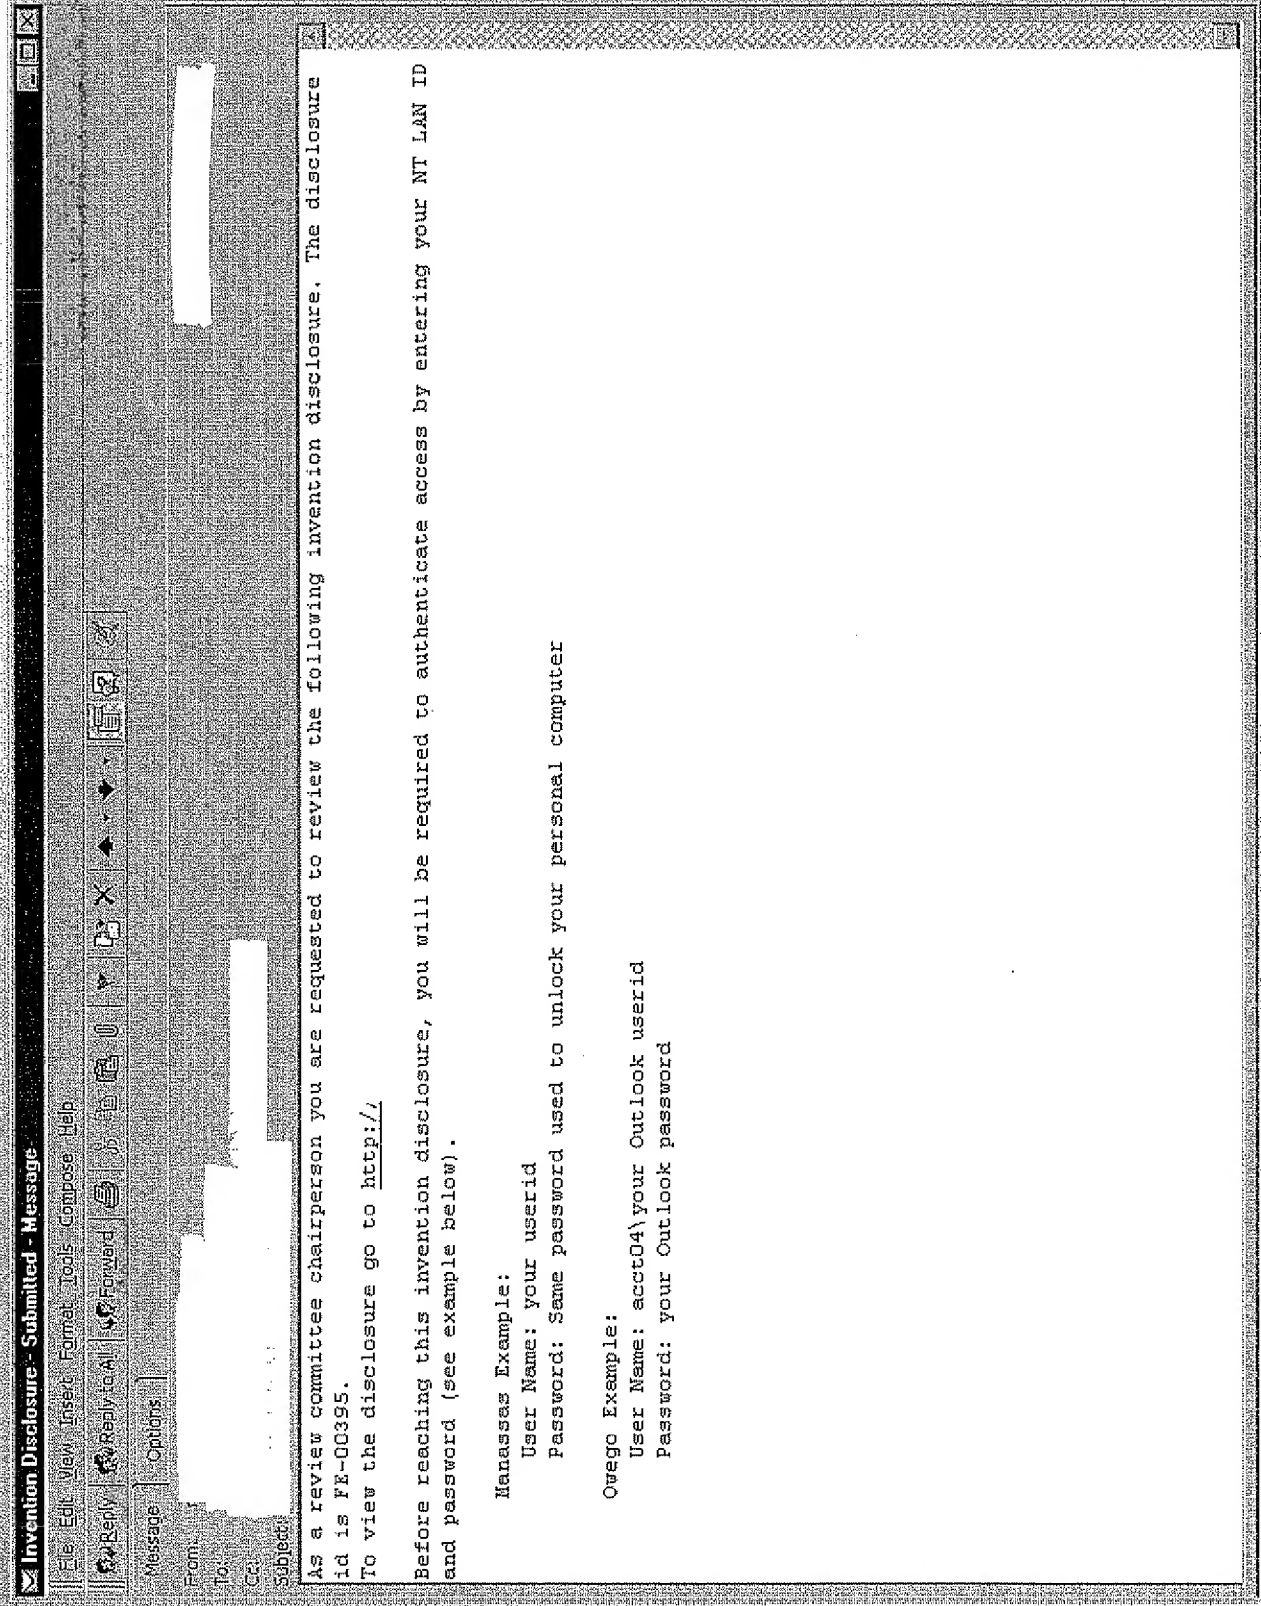 Invention Disclosure - Submitted - Message
File Edit View Insert Format Tools Compose Help
Reply Reply to All Forward
Message Options
From:
To:
Cc:
Subject:
As a review committee chairperson you are requested to review the following invention disclosure. The disclosure
id is FE-00395.
To view the disclosure go to http://
Before reaching this invention disclosure, you will be required to authenticate access by entering your NT LAN ID
and password (see example below).
Manassas Example:
User Name: your userid
Password: Same password used to unlock your personal computer
Owego Example:
User Name: acct04\your Outlook userid
Password: your Outlook password